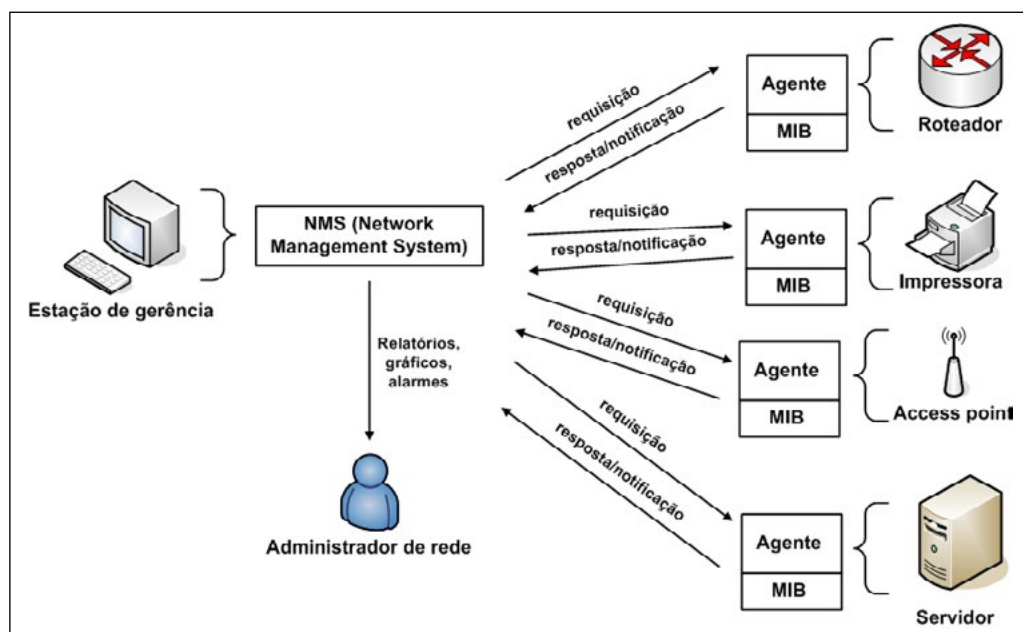 Estação de gerência
NMS (Network
Management System)
Relatórios,
gráficos,
alarmes
Administrador de rede
requisição
resposta/notificação
Agente
MIB
Roteador
requisição
resposta/notificação
Agente
MIB
Impressora
requisição
resposta/notificação
Agente
MIB
Access point
requisição
resposta/notificação
Agente
MIB
Servidor